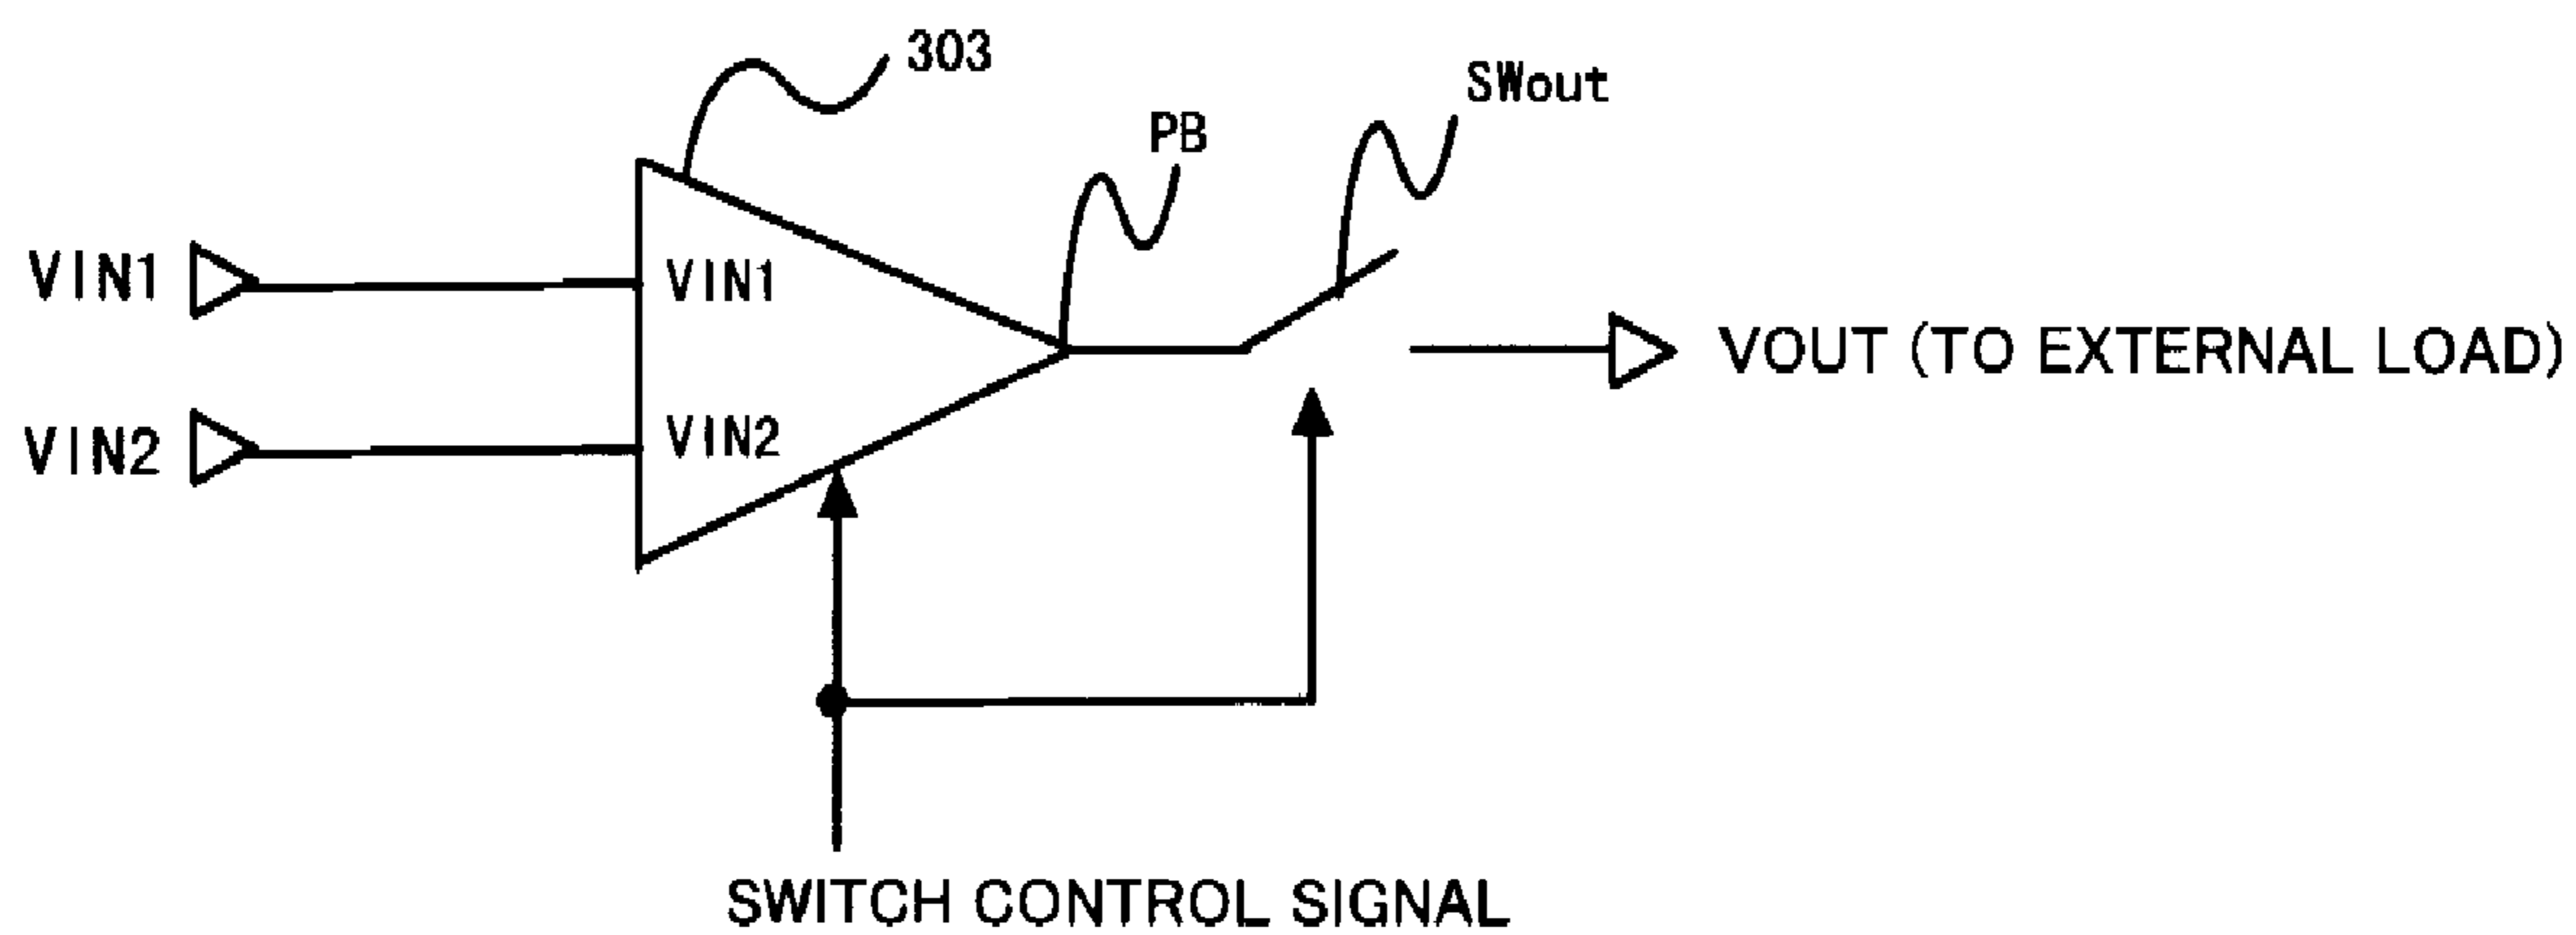 303
SWout
PB
VIN1
VIN1
VOUT (TO EXTERNAL LOAD)
VIN2
VIN2
SWITCH CONTROL SIGNAL